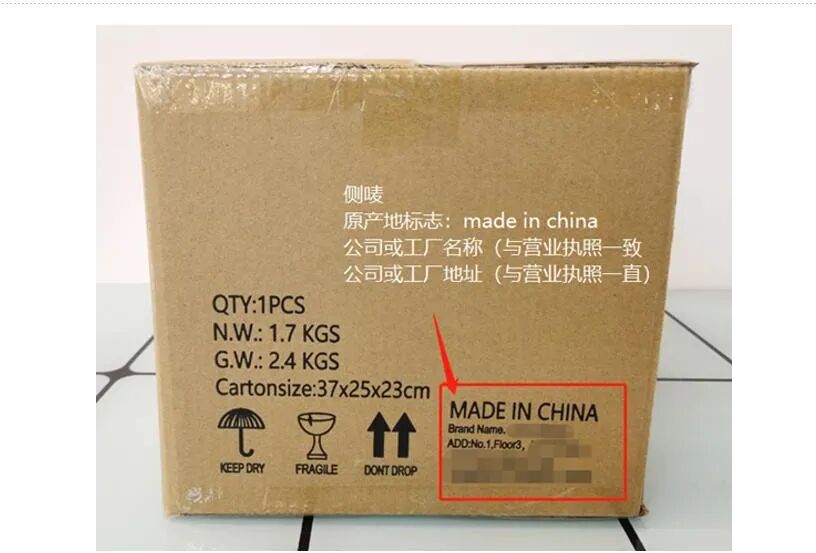 侧唛
原产地标志：made in china
公司或工厂名称（与营业执照一致
公司或工厂地址（与营业执照一直）
QTY:1PCS
N.W.: 1.7 KGS
G.W.: 2.4 KGS
Cartonsize:37x25x23cm
KEEP DRY
FRAGILE
DONT DROP
MADE IN CHINA
Brand Name.
ADD:No.1,Floor3,